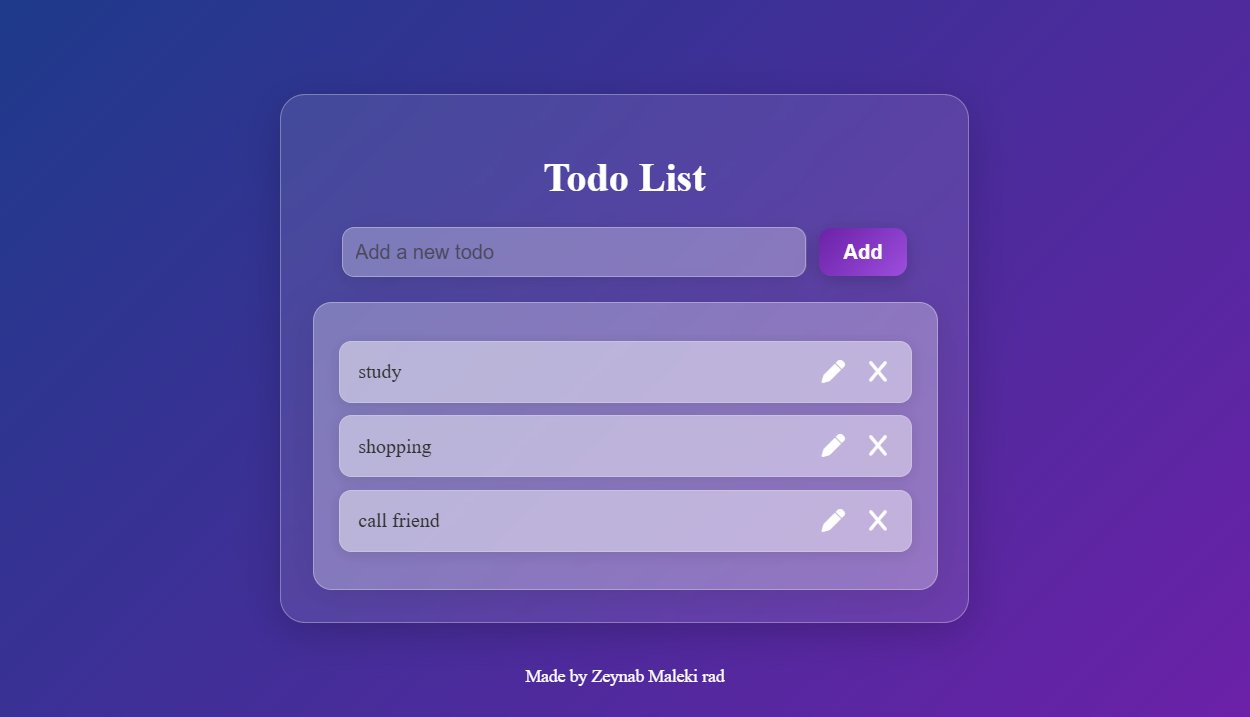 Todo List
Add a new todo
Add
study
shopping
call friend
Made by Zeynab Maleki rad